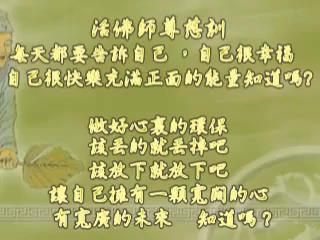 活佛師尊慈訓
每天都要告訴自己，自己很幸福
自己很快樂充滿正面的能量知道嗎?
做好心裏的環保
該丟的就丟掉吧
該放下就放下吧
讓自己擁有一顆寬闊的心
有寬廣的未來 知道嗎?